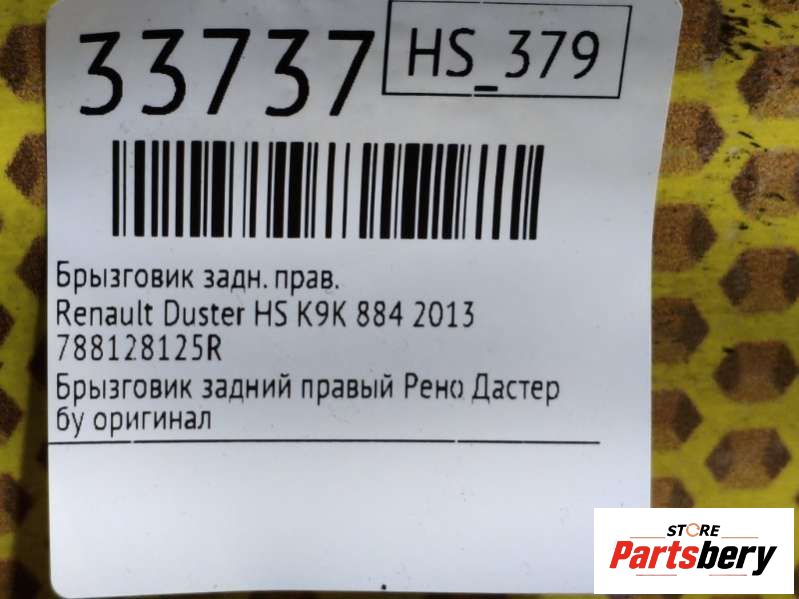 33737
HS_379
Брызговик задн. прав.
Renault Duster HS K9K 884 2013
788128125R
Брызговик задний правый Рено Дастер
бу оригинал
STORE
Partsbery